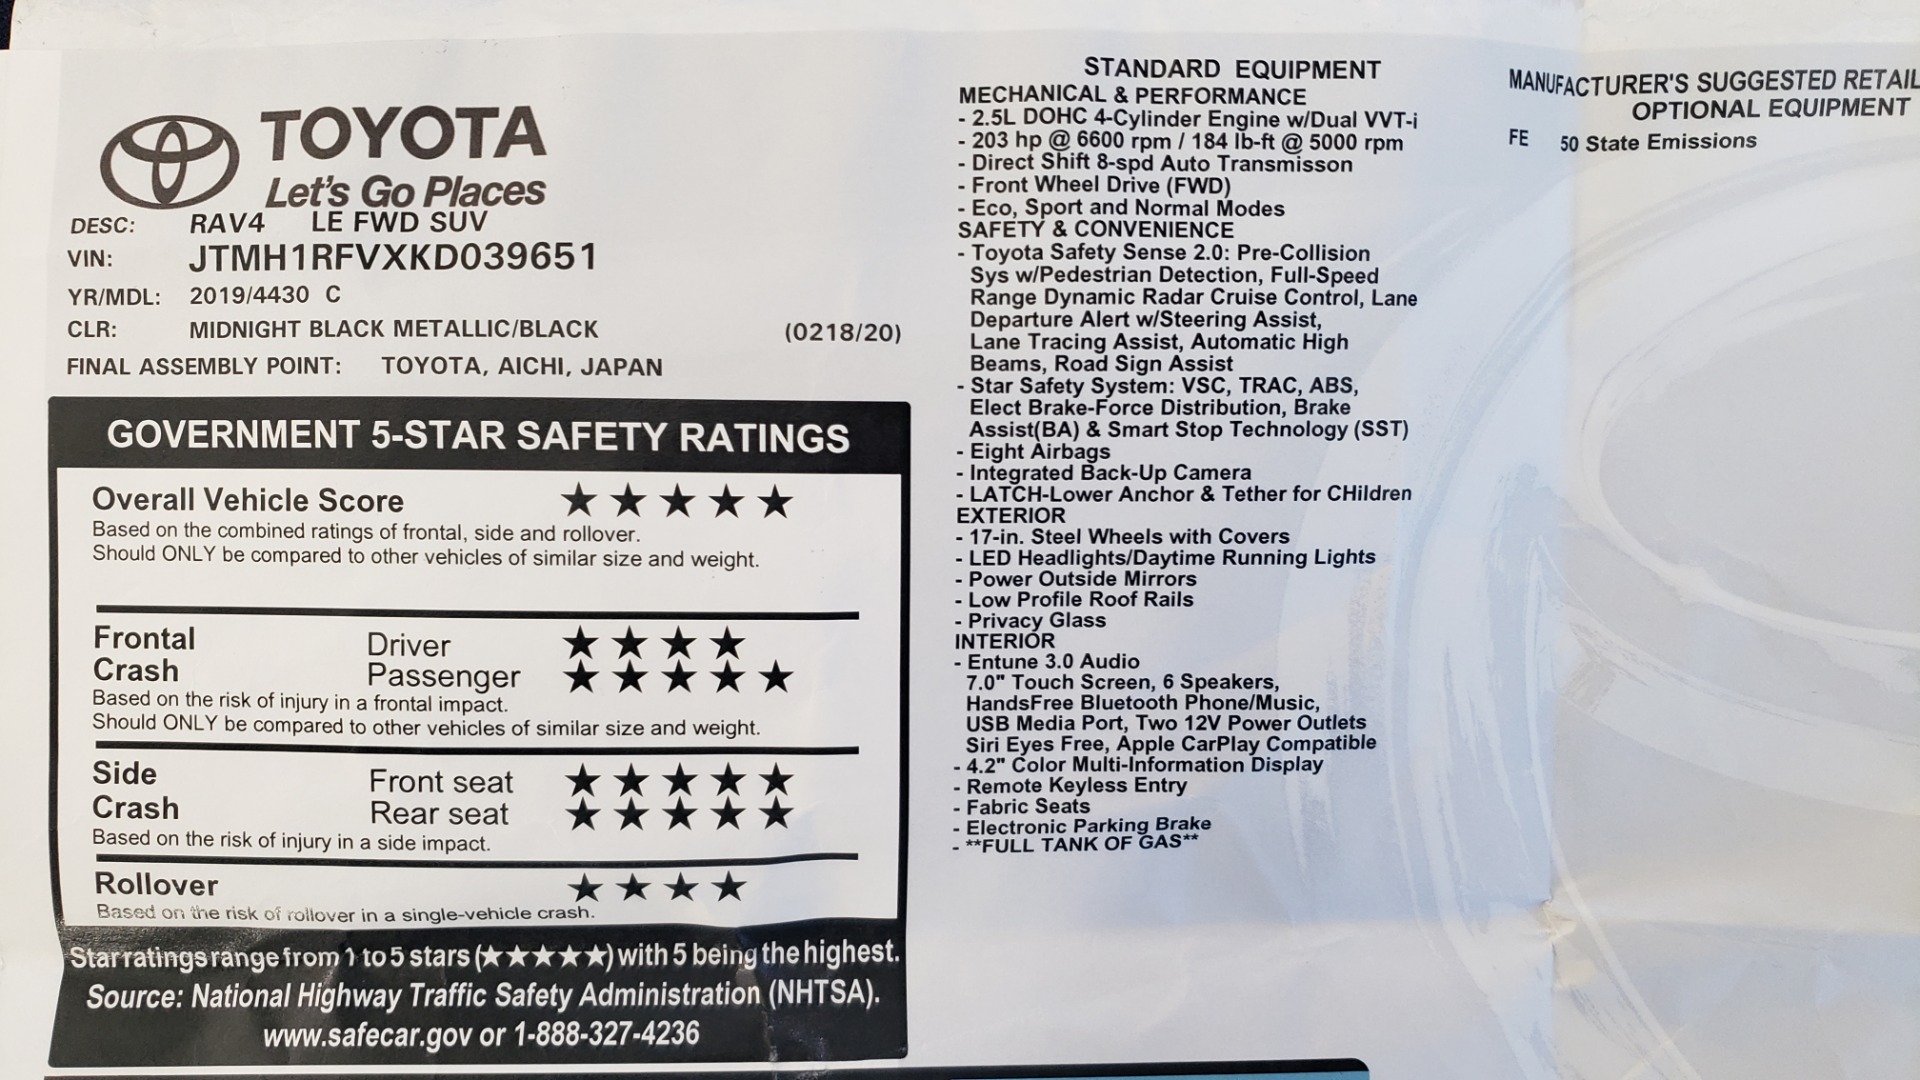 TOYOTA
Let's Go Places
DESC: RAV4 LE FWD SUV
VIN: JTMH1RFVXKD039651
YR/MDL: 2019/4430 C
CLR: MIDNIGHT BLACK METALLIC/BLACK (0218/20)
FINAL ASSEMBLY POINT: TOYOTA, AICHI, JAPAN
GOVERNMENT 5-STAR SAFETY RATINGS
Overall Vehicle Score ★★★★★
Based on the combined ratings of frontal, side and rollover.
Should ONLY be compared to other vehicles of similar size and weight.
Frontal Driver ★★★★
Crash Passenger ★★★★★
Based on the risk of injury in a frontal impact.
Should ONLY be compared to other vehicles of similar size and weight.
Side Front seat ★★★★★
Crash Rear seat ★★★★★
Based on the risk of injury in a side impact.
Rollover ★★★★
Based on the risk of rollover in a single-vehicle crash.
Star ratings range from 1 to 5 stars (★★★★★) with 5 being the highest.
Source: National Highway Traffic Safety Administration (NHTSA).
www.safecar.gov or 1-888-327-4236
STANDARD EQUIPMENT
MECHANICAL & PERFORMANCE
- 2.5L DOHC 4-Cylinder Engine w/Dual VVT-i
- 203 hp @ 6600 rpm / 184 lb-ft @ 5000 rpm
- Direct Shift 8-spd Auto Transmisson
- Front Wheel Drive (FWD)
- Eco, Sport and Normal Modes
SAFETY & CONVENIENCE
- Toyota Safety Sense 2.0: Pre-Collision
Sys w/Pedestrian Detection, Full-Speed
Range Dynamic Radar Cruise Control, Lane
Departure Alert w/Steering Assist,
Lane Tracing Assist, Automatic High
Beams, Road Sign Assist
- Star Safety System: VSC, TRAC, ABS,
Elect Brake-Force Distribution, Brake
Assist(BA) & Smart Stop Technology (SST)
- Eight Airbags
- Integrated Back-Up Camera
- LATCH-Lower Anchor & Tether for CHildren
EXTERIOR
- 17-in. Steel Wheels with Covers
- LED Headlights/Daytime Running Lights
- Power Outside Mirrors
- Low Profile Roof Rails
- Privacy Glass
INTERIOR
- Entune 3.0 Audio
7.0" Touch Screen, 6 Speakers,
HandsFree Bluetooth Phone/Music,
USB Media Port, Two 12V Power Outlets
Siri Eyes Free, Apple CarPlay Compatible
- 4.2" Color Multi-Information Display
- Remote Keyless Entry
- Fabric Seats
- Electronic Parking Brake
- **FULL TANK OF GAS**
MANUFACTURER'S SUGGESTED RETAIL
OPTIONAL EQUIPMENT
FE 50 State Emissions